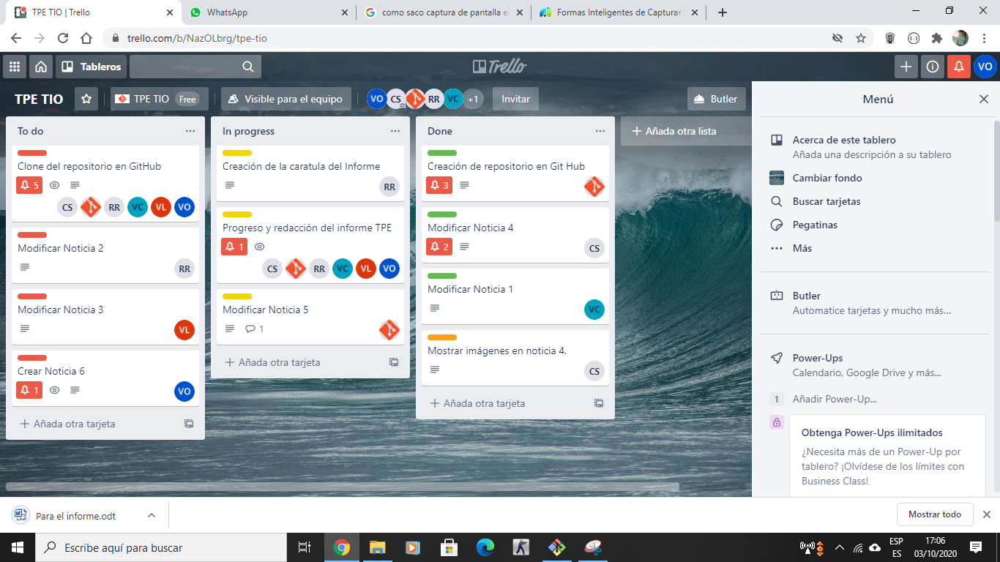 PE TIO | Trello
WhatsApp
como saco captura de pantalla e
Formas Inteligentes de Capturar
trello.com/b/NazOLbrg/tpe-tio
Tableros
Trello
VO
TPE TIO
TPE TIO Free
Visible para el equipo
VO CS RR VC +1
Invitar
Butler
To do
Clone del repositorio en GitHub
5
CS RR VC VL VO
Modificar Noticia 2
RR
Modificar Noticia 3
VL
Crear Noticia 6
1
VO
Añada otra tarjeta
In progress
Creación de la caratula del Informe
RR
Progreso y redacción del informe TPE
1
CS RR VC VL VO
Modificar Noticia 5
1
Añada otra tarjeta
Done
Creación de repositorio en Git Hub
3
Modificar Noticia 4
2
CS
Modificar Noticia 1
VC
Mostrar imágenes en noticia 4.
CS
Añada otra tarjeta
Añada otra lista
Menú
Acerca de este tablero
Añada una descripción a su tablero
Cambiar fondo
Buscar tarjetas
Pegatinas
Más
Butler
Automatice tarjetas y mucho más...
Power-Ups
Calendario, Google Drive y más...
1 Añadir Power-Up...
Obtenga Power-Ups ilimitados
¿Necesita más de un Power-Up por
tablero? ¡Olvídese de los límites con
Business Class!
Para el informe.odt
Mostrar todo
Escribe aquí para buscar
ESP
ES
17:06
03/10/2020